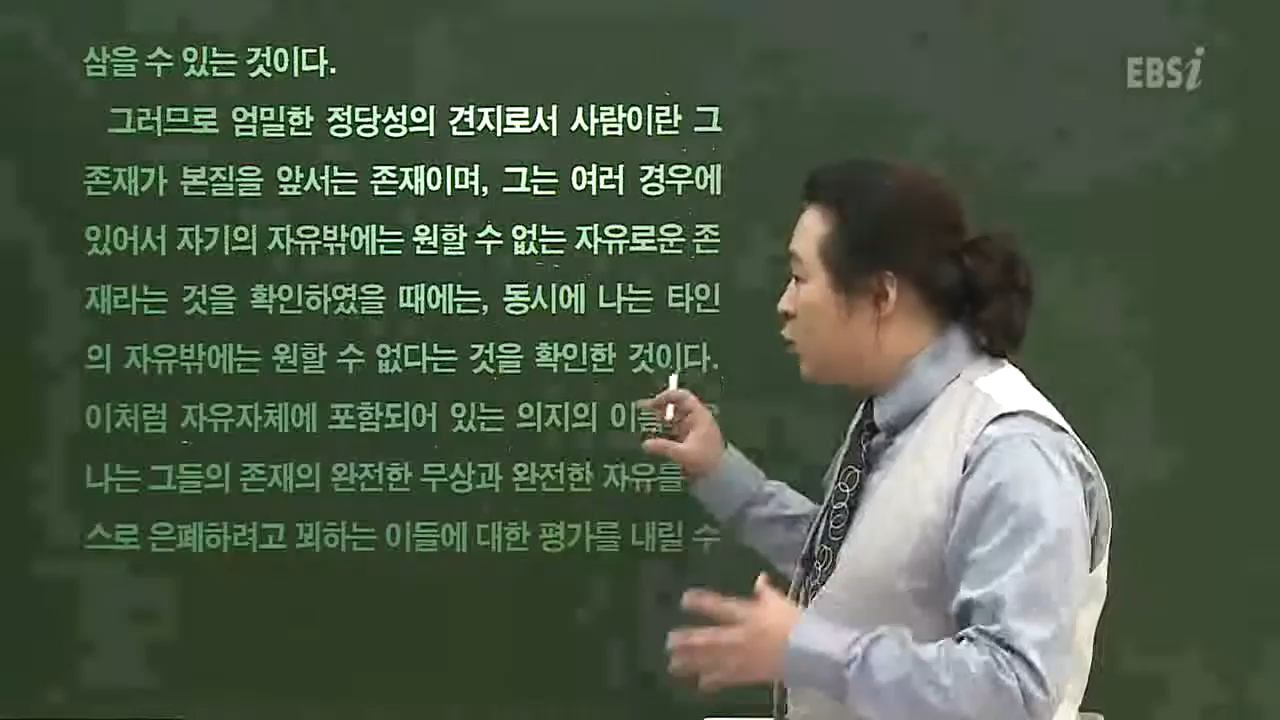 삼을 수 있는 것이다.
그러므로 엄밀한 정당성의 견지로서 사람이란 그
존재가 본질을 앞서는 존재이며, 그는 여러 경우에
있어서 자기의 자유밖에는 원할 수 없는 자유로운 존
재라는 것을 확인하였을 때에는, 동시에 나는 타인
의 자유밖에는 원할 수 없다는 것을 확인한 것이다.
이처럼 자유자체에 포함되어 있는 의지의
나는 그들의 존재의 완전한 무상과 완전한 자유를
스로 은폐하려고 꾀하는 이들에 대한 평가를 내릴 수
EBSi